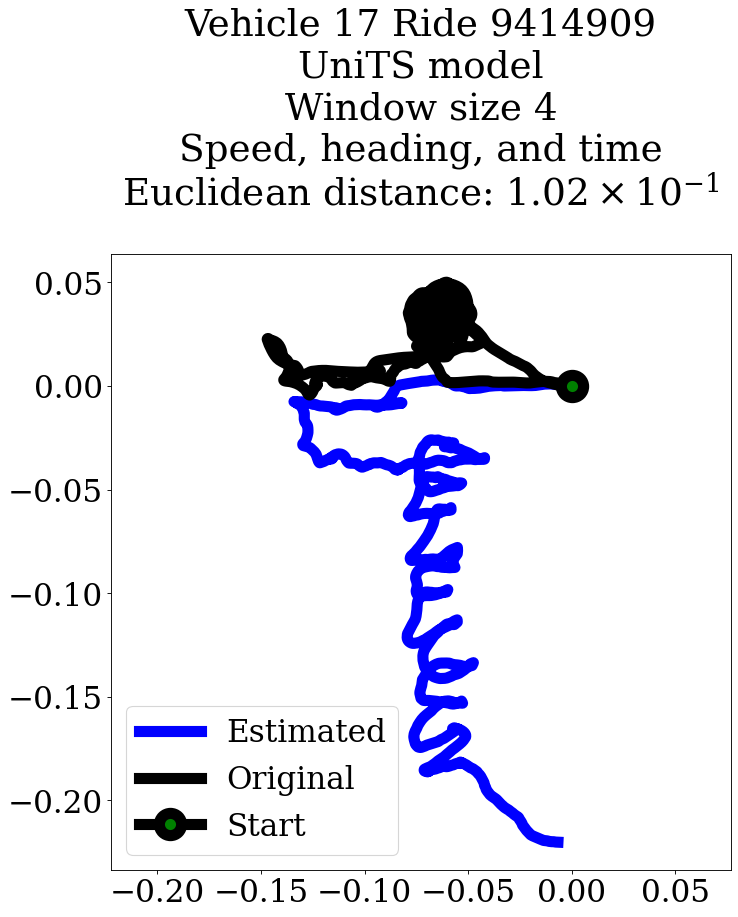 Vehicle 17 Ride 9414909
UniTS model
Window size 4
Speed, heading, and time
Euclidean distance: 1.02 × 10⁻¹
0.05
0.00
−0.05
−0.10
−0.15
−0.20
Estimated
Original
Start
−0.20 −0.15 −0.10 −0.05 0.00 0.05